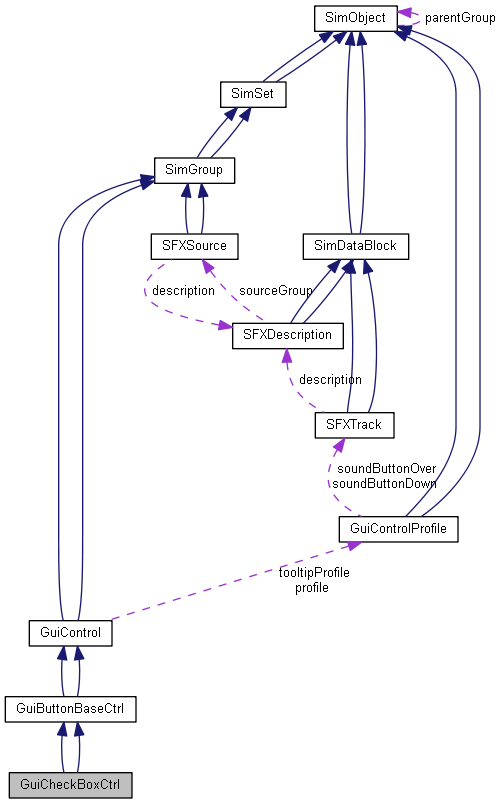 SimObject
parentGroup
SimSet
SimGroup
SFXSource
SimDataBlock
description
sourceGroup
SFXDescription
description
SFXTrack
soundButtonOver
soundButtonDown
GuiControlProfile
tooltipProfile
profile
GuiControl
GuiButtonBaseCtrl
GuiCheckBoxCtrl